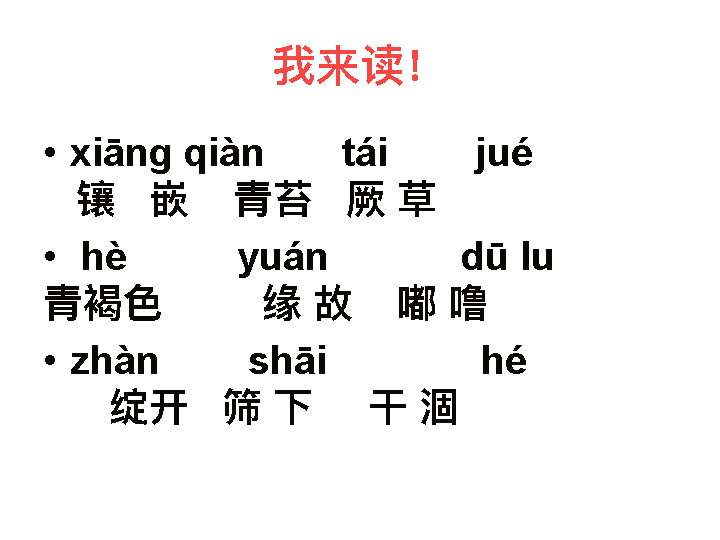 我来读！
• xiāng qiàn tái jué
镶 嵌 青苔 厥 草
• hè yuán dū lu
青褐色 缘 故 嘟 噜
• zhàn shāi hé
绽开 筛 下 干 涸